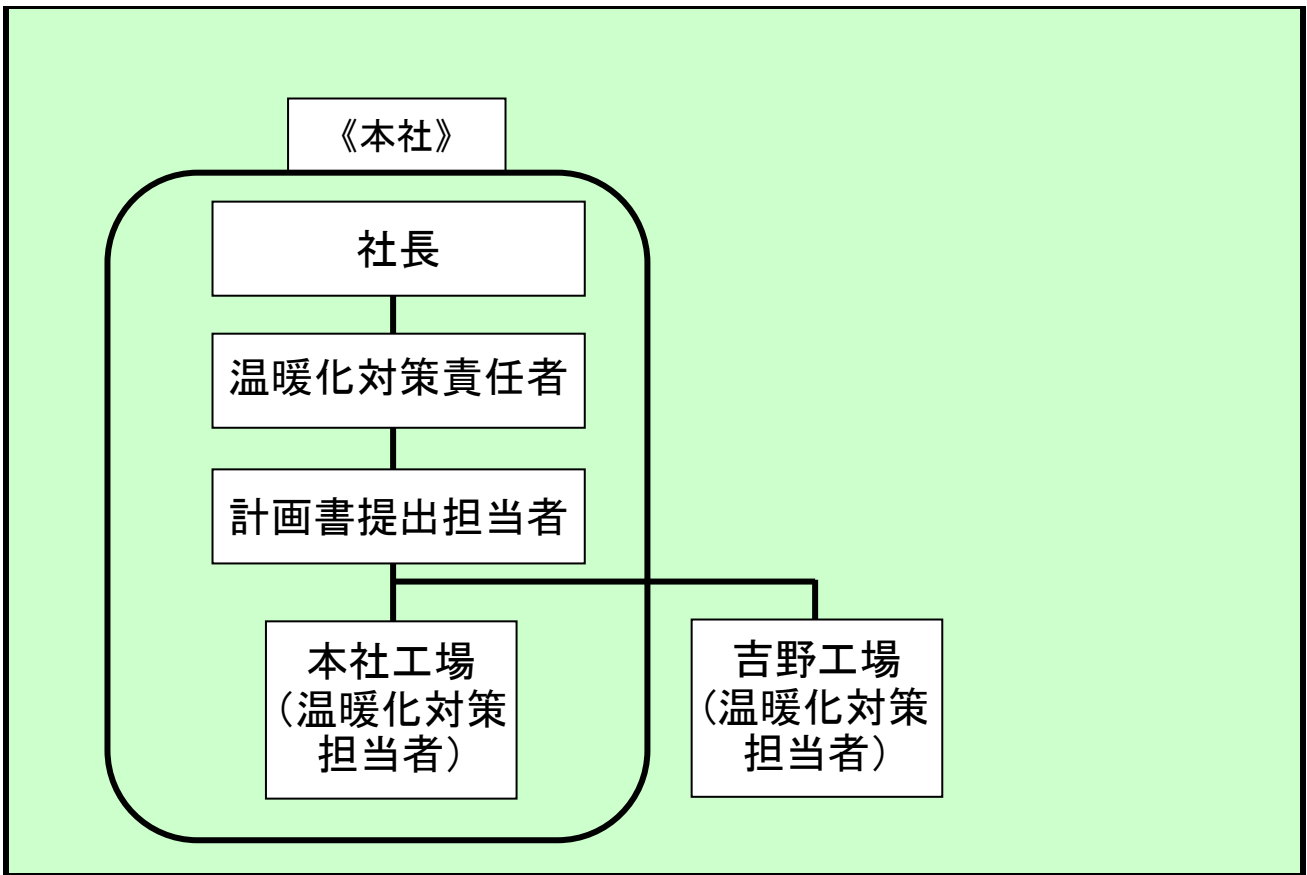 《本社》
社長
温暖化対策責任者
計画書提出担当者
本社工場
（温暖化対策
担当者）
吉野工場
（温暖化対策
担当者）